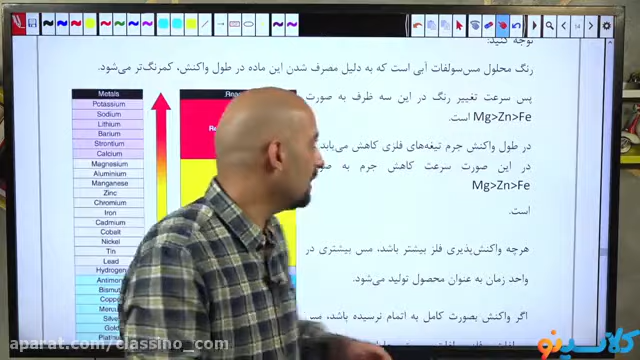 توجه کنید:
رنگ محلول مس‌سولفات آبی است که به دلیل مصرف شدن این ماده در طول واکنش، کمرنگ‌تر می‌شود.
پس سرعت تغییر رنگ در این سه ظرف به صورت
Mg>Zn>Fe است.
در طول واکنش جرم تیغه‌های فلزی کاهش می‌یابد
در این صورت سرعت کاهش جرم به
Mg>Zn>Fe
است.
هرچه واکنش‌پذیری فلز بیشتر باشد، مس بیشتری در
واحد زمان به عنوان محصول تولید می‌شود.
اگر واکنش بصورت کامل به اتمام نرسیده باشد، مس
Metals
Potassium
Sodium
Lithium
Barium
Strontium
Calcium
Magnesium
Aluminium
Manganese
Zinc
Chromium
Iron
Cadmium
Cobalt
Nickel
Tin
Lead
Hydrogen
aparat.com/classino_com
کلاسینو